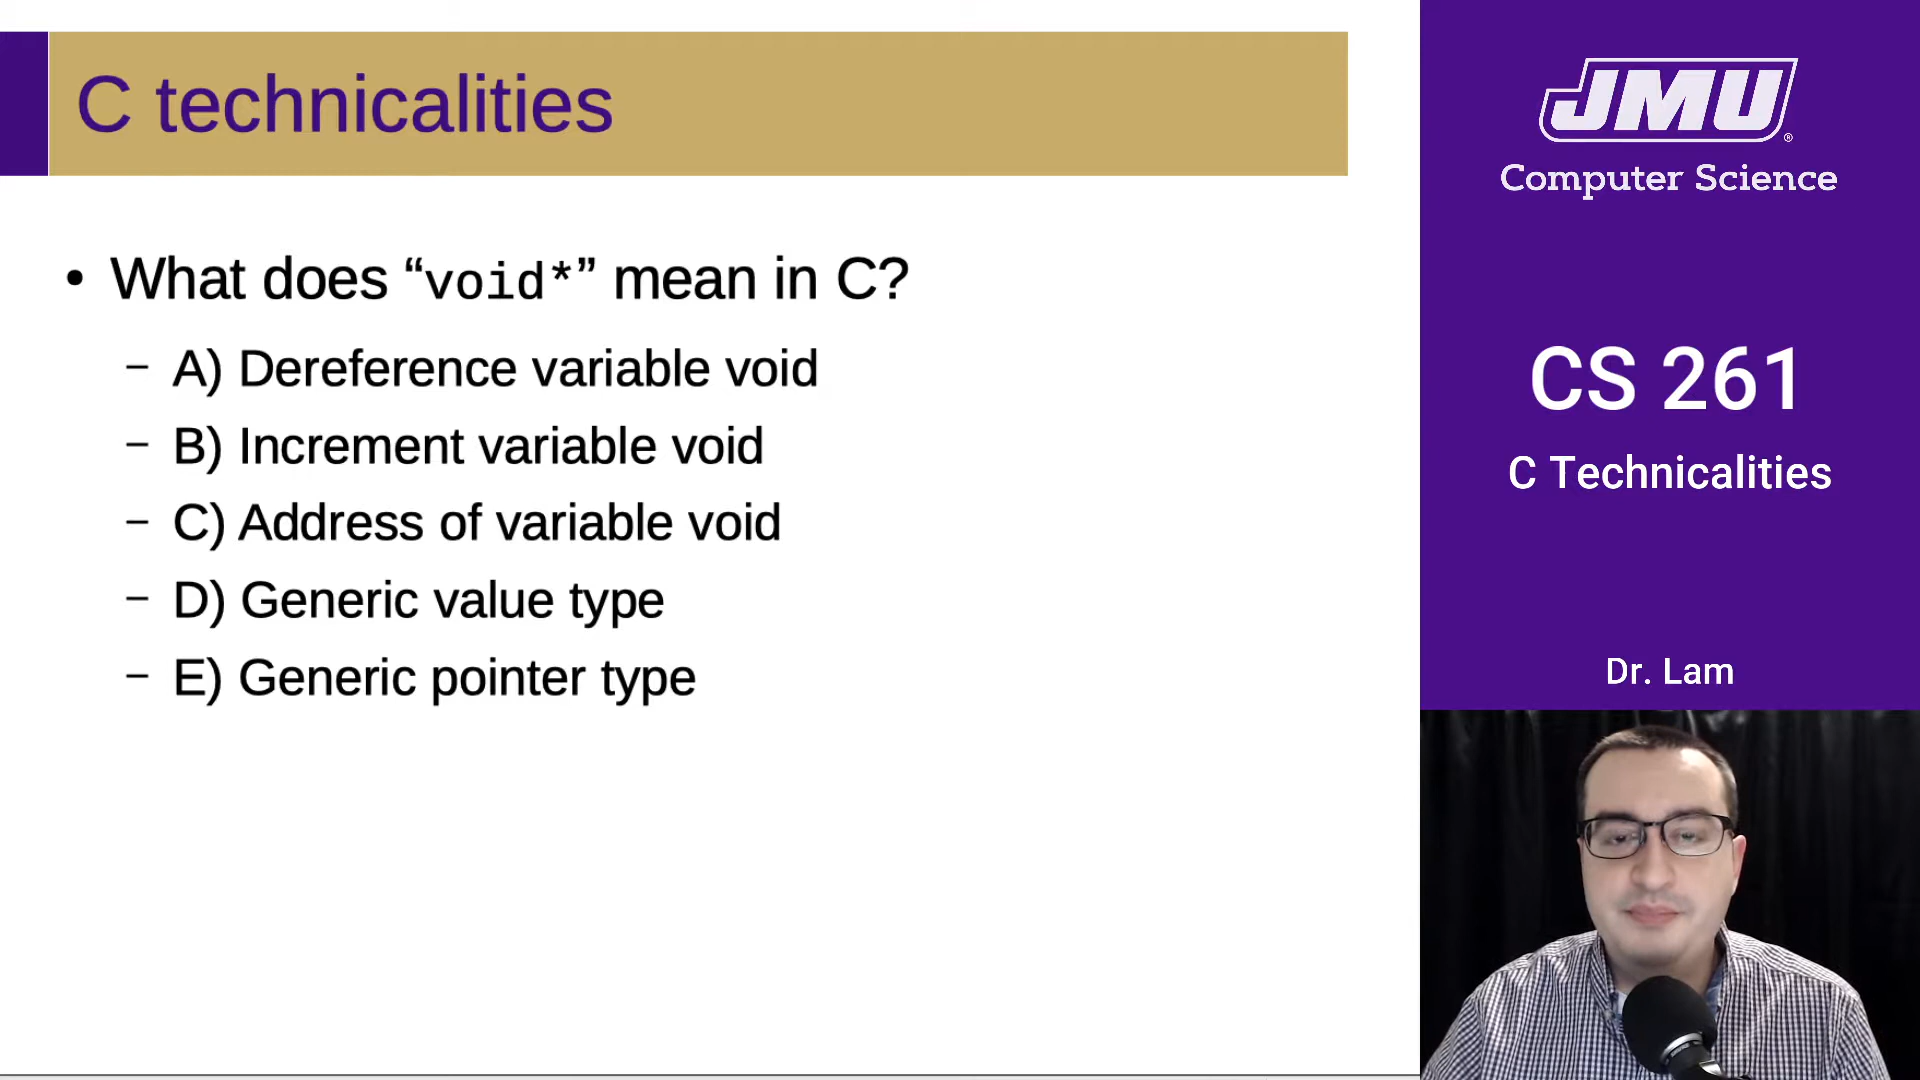 C technicalities
• What does “void*” mean in C?
– A) Dereference variable void
– B) Increment variable void
– C) Address of variable void
– D) Generic value type
– E) Generic pointer type
JMU®
Computer Science
CS 261
C Technicalities
Dr. Lam